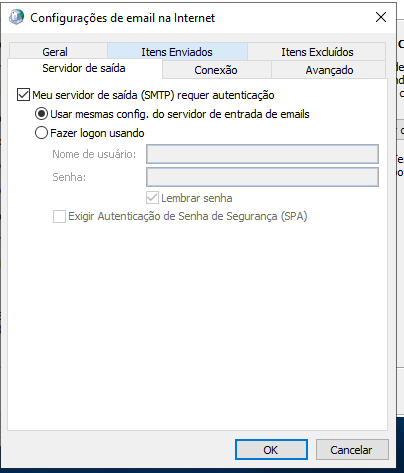 Configurações de email na Internet
Geral
Itens Enviados
Itens Excluídos
Servidor de saída
Conexão
Avançado
Meu servidor de saída (SMTP) requer autenticação
Usar mesmas config. do servidor de entrada de emails
Fazer logon usando
Nome de usuário:
Senha:
Lembrar senha
Exigir Autenticação de Senha de Segurança (SPA)
OK
Cancelar